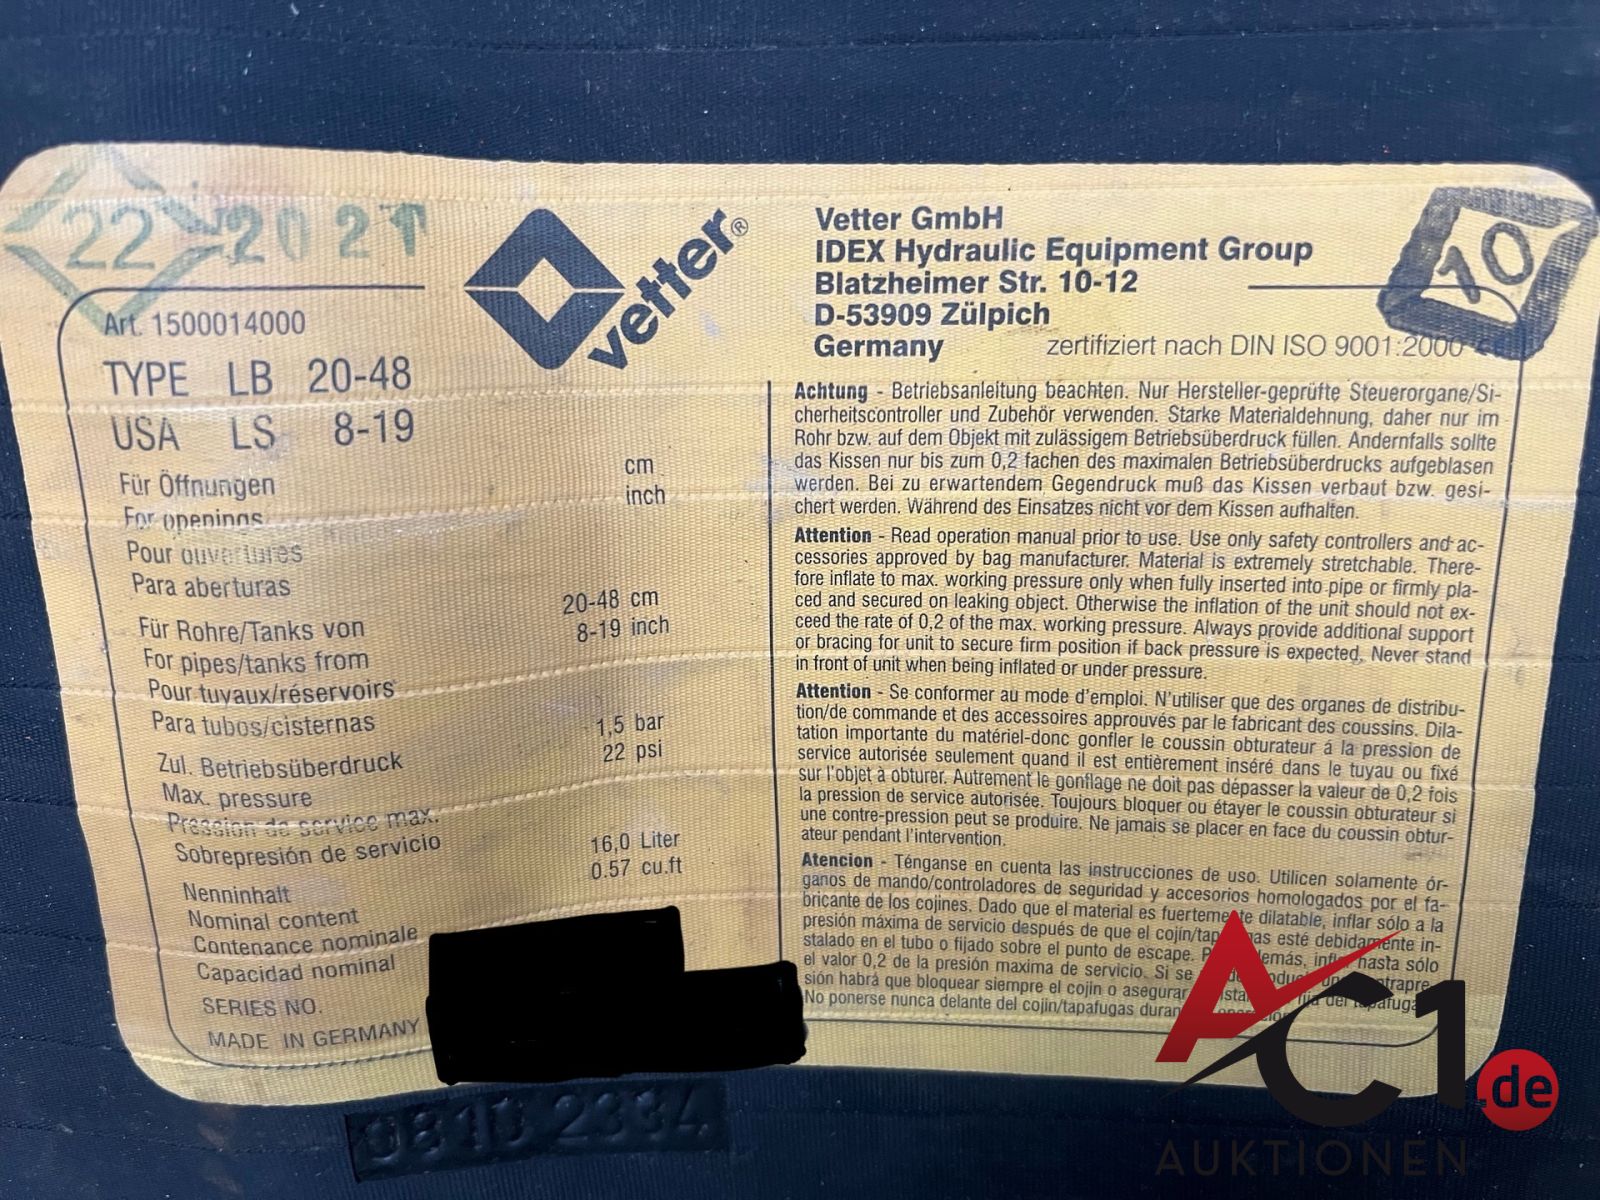 22 2021
Art. 1500014000
TYPE LB 20-48
USA LS 8-19
vetter®
Vetter GmbH
IDEX Hydraulic Equipment Group
Blatzheimer Str. 10-12
D-53909 Zülpich
Germany
zertifiziert nach DIN ISO 9001:2000
10
Für Öffnungen cm
For openings inch
Pour ouvertures
Para aberturas
Für Rohre/Tanks von 20-48 cm
For pipes/tanks from 8-19 inch
Pour tuyaux/réservoirs
Para tubos/cisternas
Zul. Betriebsüberdruck 1,5 bar
Max. pressure 22 psi
Pression de service max.
Sobrepresión de servicio
Nenninhalt 16,0 Liter
Nominal content 0.57 cu.ft
Contenance nominale
Capacidad nominal
SERIES NO.
MADE IN GERMANY
Achtung - Betriebsanleitung beachten. Nur Hersteller-geprüfte Steuerorgane/Si-
cherheitscontroller und Zubehör verwenden. Starke Materialdehnung, daher nur im
Rohr bzw. auf dem Objekt mit zulässigem Betriebsüberdruck füllen. Andernfalls sollte
das Kissen nur bis zum 0,2 fachen des maximalen Betriebsüberdrucks aufgeblasen
werden. Bei zu erwartendem Gegendruck muß das Kissen verbaut bzw. gesi-
chert werden. Während des Einsatzes nicht vor dem Kissen aufhalten.
Attention - Read operation manual prior to use. Use only safety controllers and ac-
cessories approved by bag manufacturer. Material is extremely stretchable. There-
fore inflate to max. working pressure only when fully inserted into pipe or firmly pla-
ced and secured on leaking object. Otherwise the inflation of the unit should not ex-
ceed the rate of 0.2 of the max. working pressure. Always provide additional support
or bracing for unit to secure firm position if back pressure is expected. Never stand
in front of unit when being inflated or under pressure.
Attention - Se conformer au mode d'emploi. N'utiliser que des organes de distribu-
tion/de commande et des accessoires approuvés par le fabricant des coussins. Dila-
tation importante du matériel-donc gonfler le coussin obturateur á la pression de
service autorisée seulement quand il est entièrement inséré dans le tuyau ou fixé
sur l'objet à obturer. Autrement le gonflage ne doit pas dépasser la valeur de 0,2 fois
la pression de service autorisée. Toujours bloquer ou étayer le coussin obturateur si
une contre-pression peut se produire. Ne jamais se placer en face du coussin obtur-
ateur pendant l'intervention.
Atencion - Ténganse en cuenta las instrucciones de uso. Utilicen solamente ór-
ganos de mando/controladores de seguridad y accesorios homologados por el fa-
bricante de los cojines. Dado que el material es fuertemente dilatable, inflar sólo a la
presión máxima de servicio después de que el cojín/tapafugas esté debidamente in-
stalado en el tubo o fijado sobre el punto de escape. demás, hasta sólo
el valor 0,2 de la presión maxima de servicio. Si se
sión habrá que bloquear siempre el cojin o asegurar del
No ponerse nunca delante del cojin/tapafugas
2334
AC1.de
AUKTIONEN